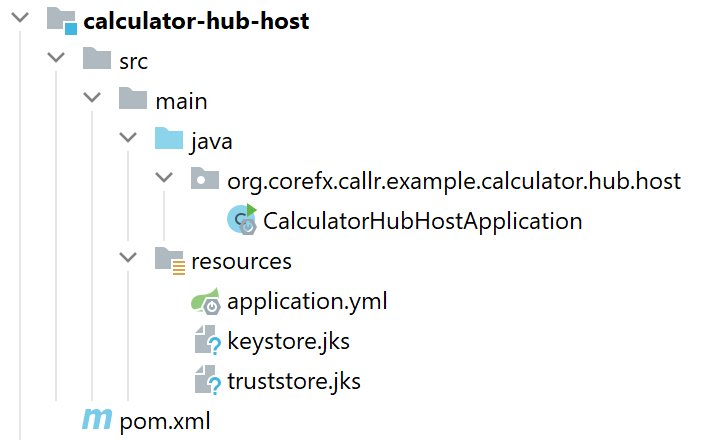 calculator-hub-host
src
main
java
org.corefx.callr.example.calculator.hub.host
CalculatorHubHostApplication
resources
application.yml
keystore.jks
truststore.jks
pom.xml